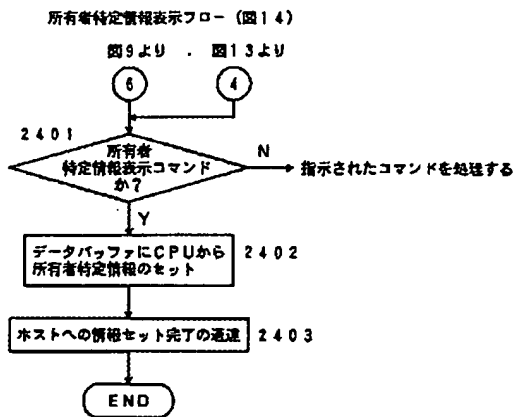 所有者特定情報表示フロー (図14)
図9より . 図13より
6 4
2401
所有者
特定情報表示コマンド
か?
N
指示されたコマンドを処理する
Y
データバッファにCPUから
所有者特定情報のセット
2402
ホストへの情報セット完了の通達
2403
END